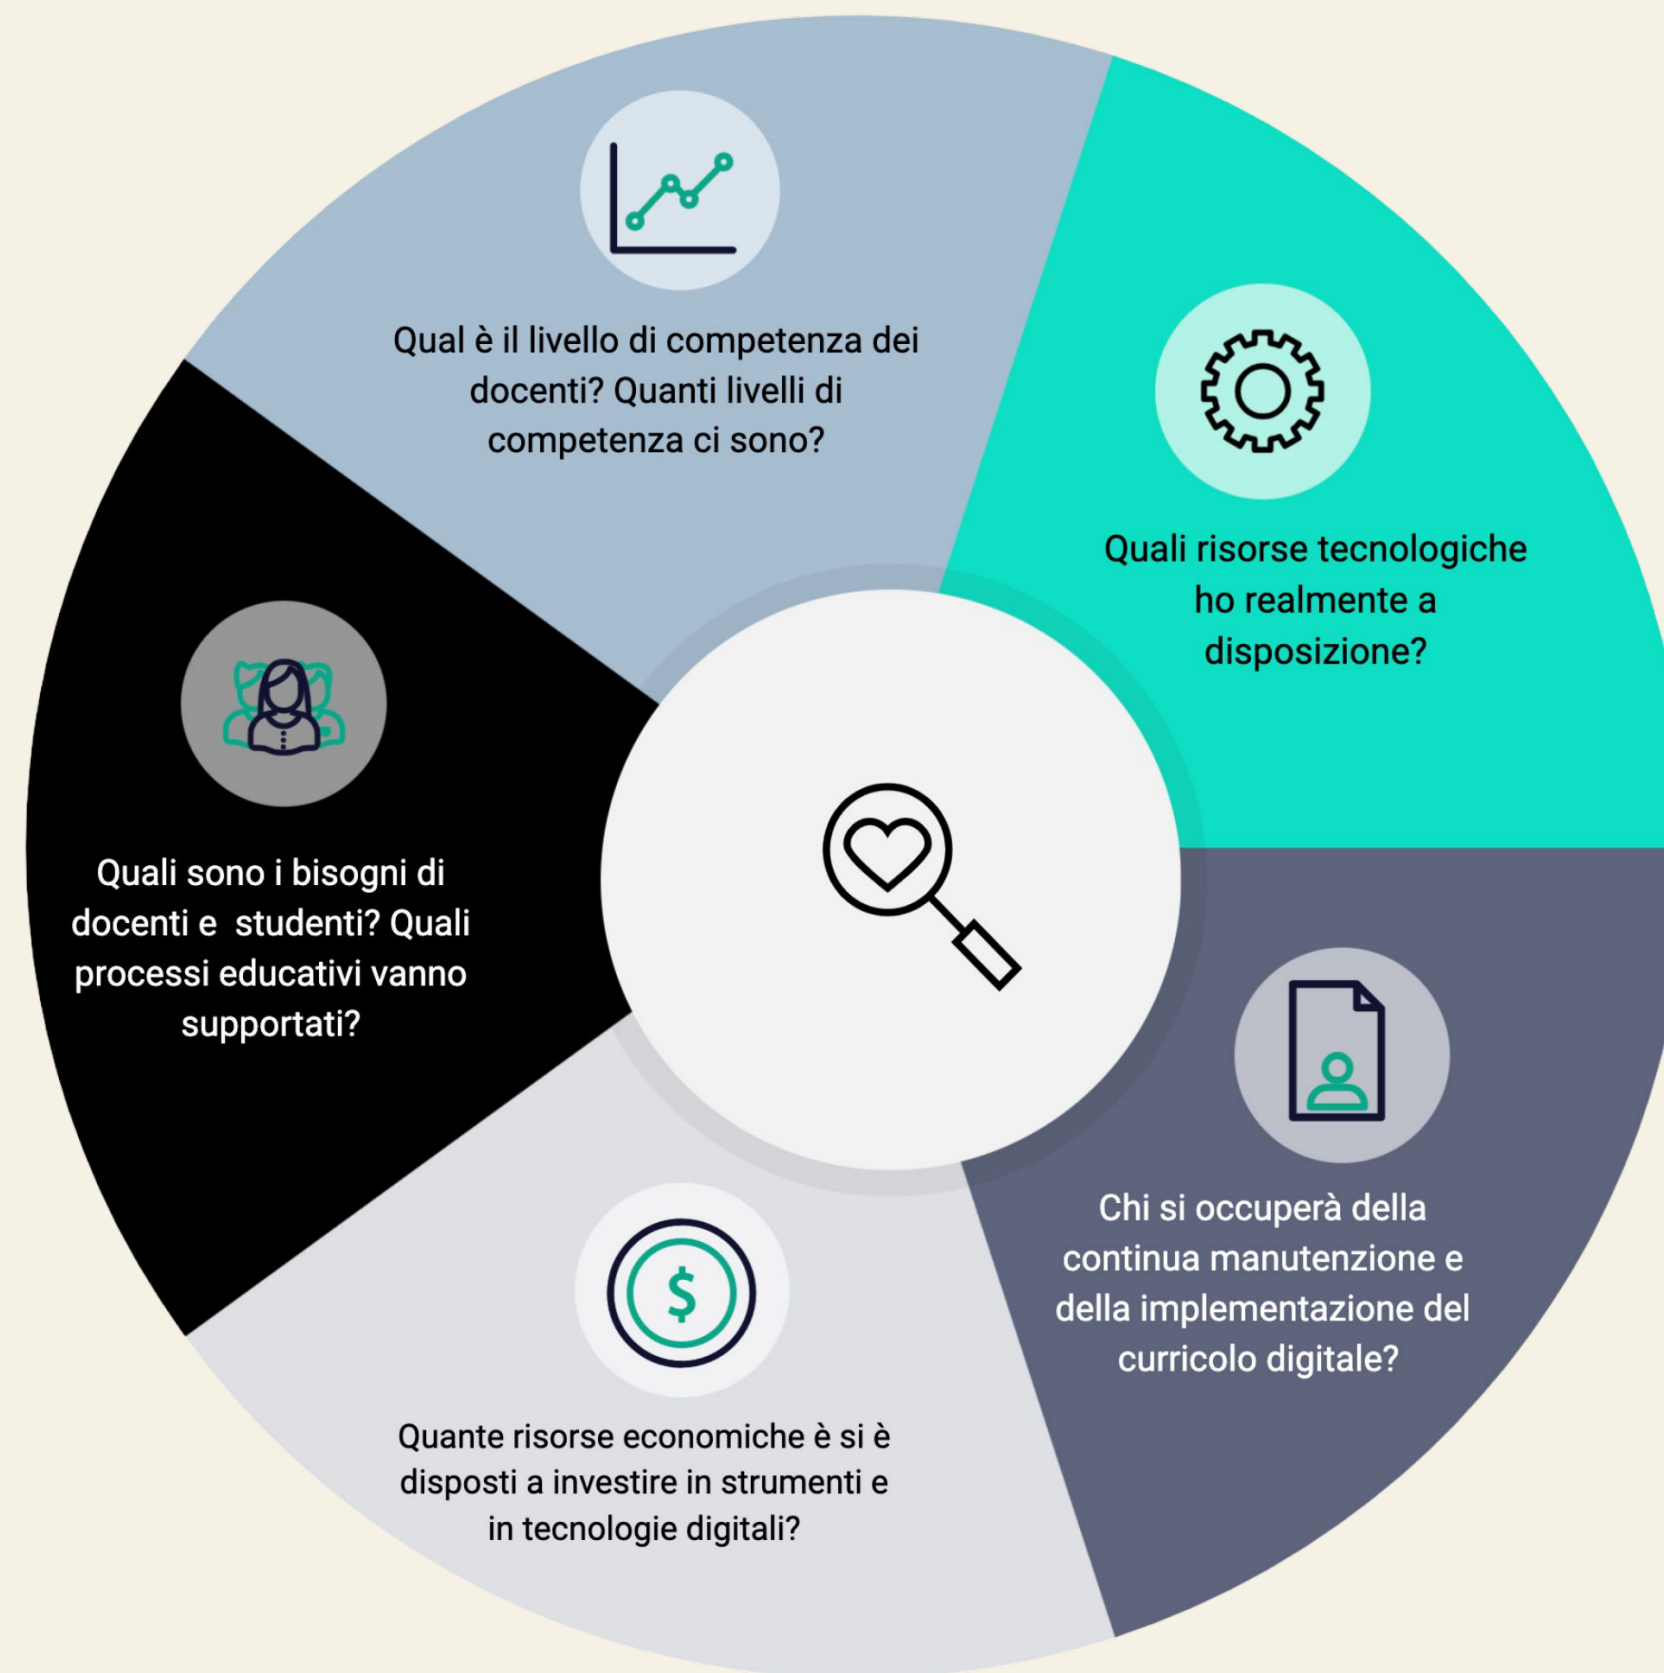 Qual è il livello di competenza dei
docenti? Quanti livelli di
competenza ci sono?
Quali risorse tecnologiche
ho realmente a
disposizione?
Quali sono i bisogni di
docenti e  studenti? Quali
processi educativi vanno
supportati?
Chi si occuperà della
continua manutenzione e
della implementazione del
curricolo digitale?
$
Quante risorse economiche è si è
disposti a investire in strumenti e
in tecnologie digitali?